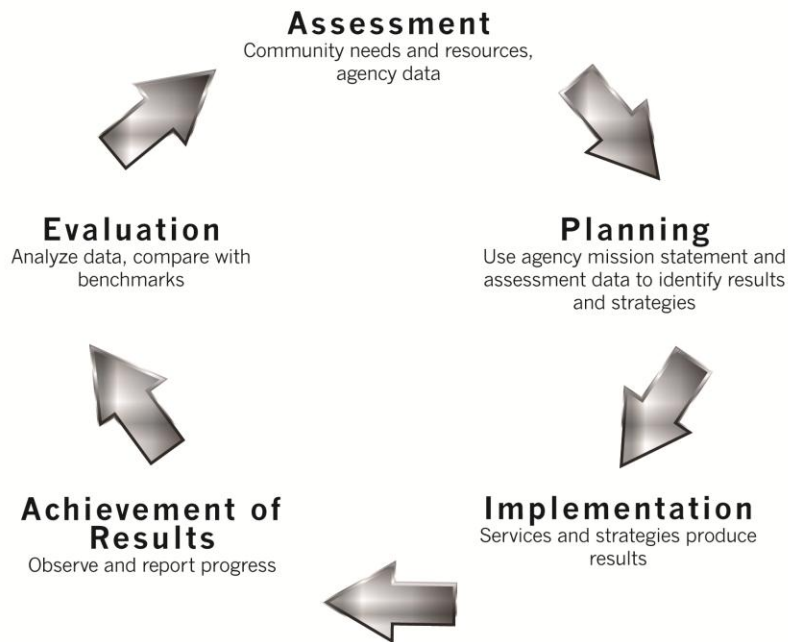 Assessment
Community needs and resources,
agency data
Planning
Use agency mission statement and
assessment data to identify results
and strategies
Implementation
Services and strategies produce
results
Achievement of
Results
Observe and report progress
Evaluation
Analyze data, compare with
benchmarks